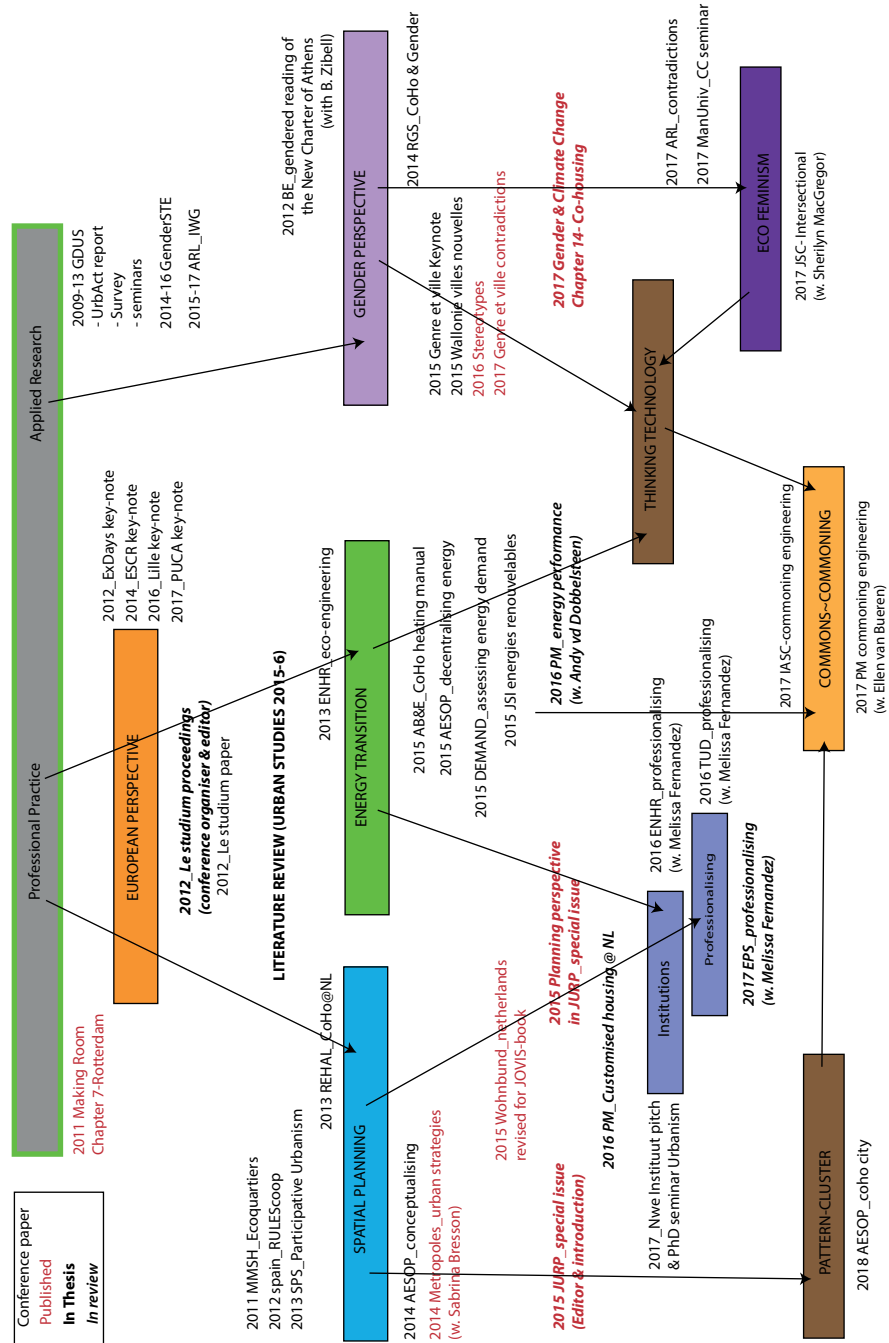 Conference paper
Published
In Thesis
In review
Professional Practice
Applied Research
2011 Making Room
Chapter 7-Rotterdam
EUROPEAN PERSPECTIVE
2012_ExDays key-note
2014_ESCR key-note
2016_Lille key-note
2017_PUCA key-note
2009-13 GDUS
- UrbAct report
- Survey
- seminars
2014-16 GenderSTE
2015-17 ARL_IWG
2012_Le studium proceedings
(conference organiser & editor)
2012_Le studium paper
LITERATURE REVIEW (URBAN STUDIES 2015-6)
2011 MMSH_Ecoquartiers
2012 spain_RULEScoop
2013 SPS_Participative Urbanism
2013 REHAL_CoHo@NL
2013 ENHR_eco-engineering
2012 BE_gendered reading of
the New Charter of Athens
(with B. Zibell)
SPATIAL PLANNING
ENERGY TRANSITION
GENDER PERSPECTIVE
2014 AESOP_conceptualising
2014 Metropoles_urban strategies
(w. Sabrina Bresson)
2015 AB&E_CoHo heating manual
2015 AESOP_decentralising energy
2015 DEMAND_assessing energy demand
2015 JSI energies renouvelables
2014 RGS_CoHo & Gender
2015 Genre et ville Keynote
2015 Wallonie villes nouvelles
2016 Stereotypes
2017 Genre et ville contradictions
2015 Wohnbund_netherlands
revised for JOVIS-book
2015 JURP_special issue
(Editor & introduction)
2015 Planning perspective
in JURP_special issue
2016 PM_energy performance
(w. Andy vd Dobbelsteen)
2017 Gender & Climate Change
Chapter 14- Co-housing
2016 PM_Customised housing @ NL
THINKING TECHNOLOGY
2017_Nwe Instituut pitch
& PhD seminar Urbanism
Institutions
2016 ENHR_professionalising
(w. Melissa Fernandez)
Professionalising
2016 TUD_professionalising
(w. Melissa Fernandez)
2017 ARL_contradictions
2017 ManUniv_CC seminar
2017 EPS_professionalising
(w. Melissa Fernandez)
ECO FEMINISM
2017 JSC- Intersectional
(w. Sherilyn MacGregor)
2017 IASC-commoning engineering
PATTERN-CLUSTER
COMMONS~COMMONING
2018 AESOP_coho city
2017 PM commoning engineering
(w. Ellen van Bueren)